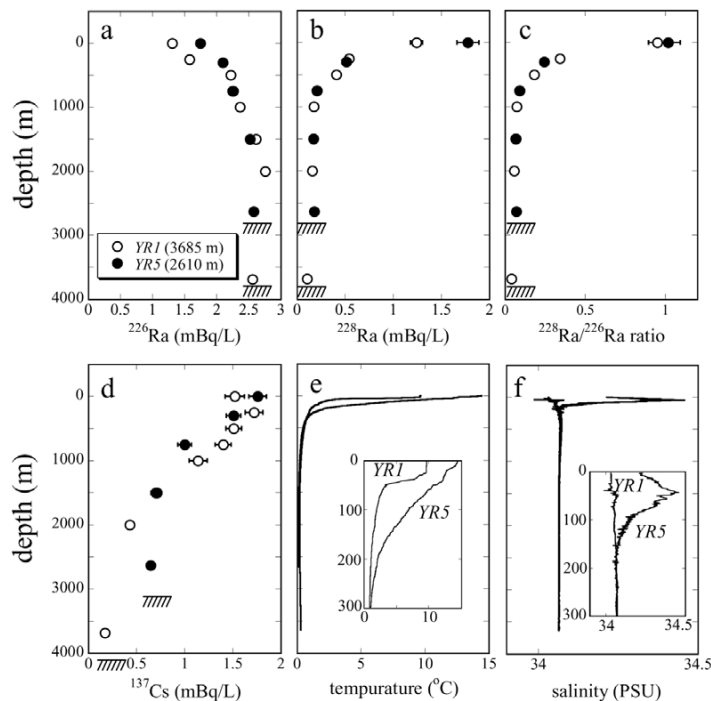 a
b
c
0
1000
2000
3000
4000
depth (m)
YR1 (3685 m)
YR5 (2610 m)
0 0.5 1 1.5 2 2.5 3
0 0.5 1 1.5 2
0 0.5 1
²²⁶Ra (mBq/L)
²²⁸Ra (mBq/L)
²²⁸Ra/²²⁶Ra ratio
d
e
f
0
1000
2000
3000
4000
depth (m)
0
100
200
300
YR1
YR5
0 5 10
0
100
200
300
YR1
YR5
34 34.5
0 0.5 1 1.5 2
0 5 10 14.5
34 34.5
¹³⁷Cs (mBq/L)
tempurature (°C)
salinity (PSU)